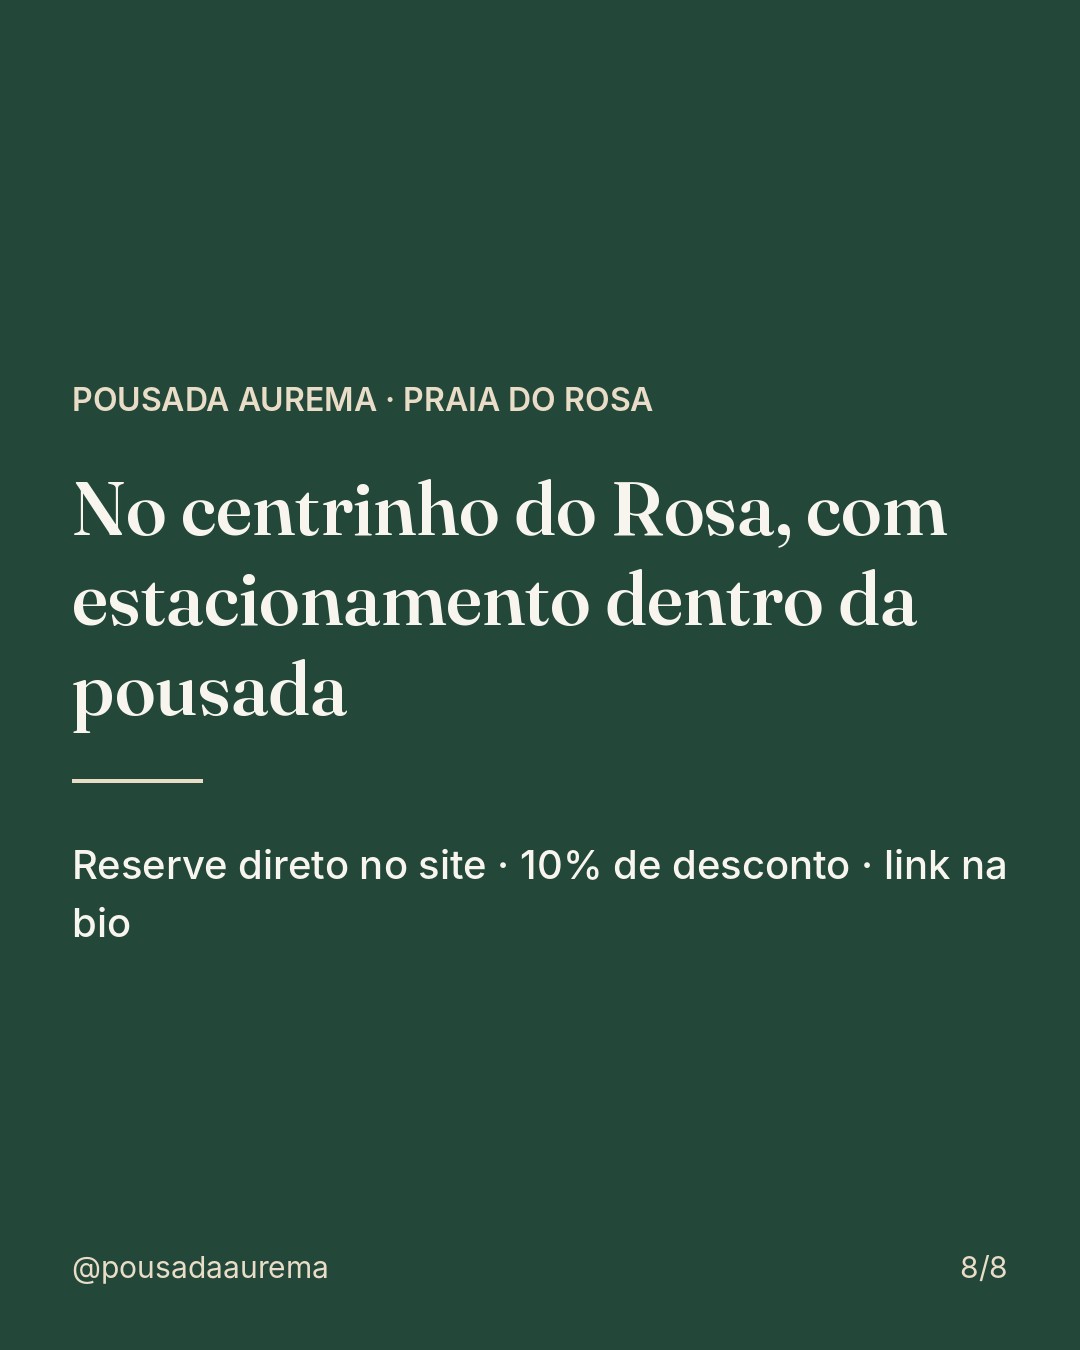 POUSADA AUREMA · PRAIA DO ROSA
No centrinho do Rosa, com
estacionamento dentro da
pousada
Reserve direto no site · 10% de desconto · link na
bio
@pousadaaurema
8/8